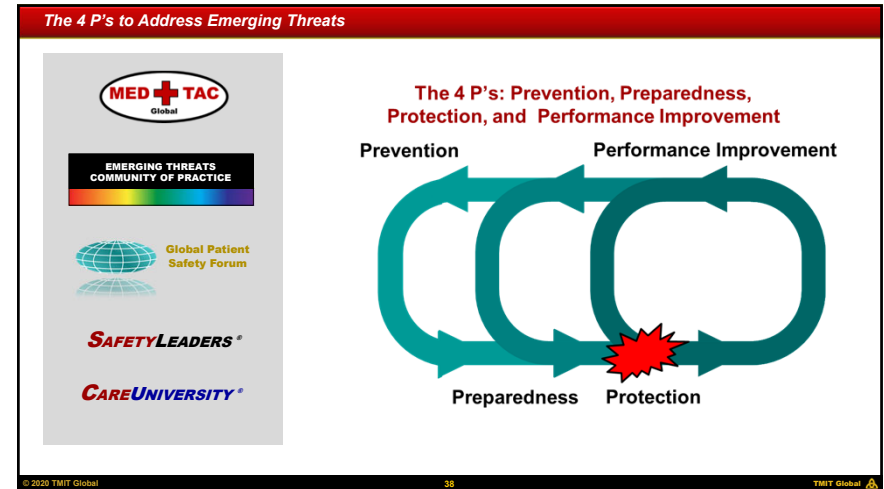 The 4 P's to Address Emerging Threats
MED TAC
Global
EMERGING THREATS
COMMUNITY OF PRACTICE
Global Patient
Safety Forum
SAFETYLEADERS ®
CAREUNIVERSITY ®
The 4 P's: Prevention, Preparedness,
Protection, and Performance Improvement
Prevention
Performance Improvement
Preparedness
Protection
© 2020 TMIT Global
38
TMIT Global